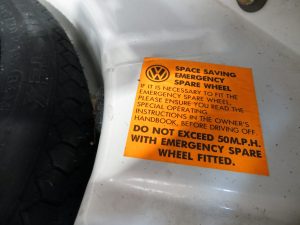 SPACE SAVING
EMERGENCY
SPARE WHEEL
IF IT IS NECESSARY TO FIT THE
EMERGENCY SPARE WHEEL,
PLEASE ENSURE YOU READ THE
SPECIAL OPERATING
INSTRUCTIONS IN THE OWNER'S
HANDBOOK, BEFORE DRIVING OFF.
DO NOT EXCEED 50M.P.H.
WITH EMERGENCY SPARE
WHEEL FITTED.